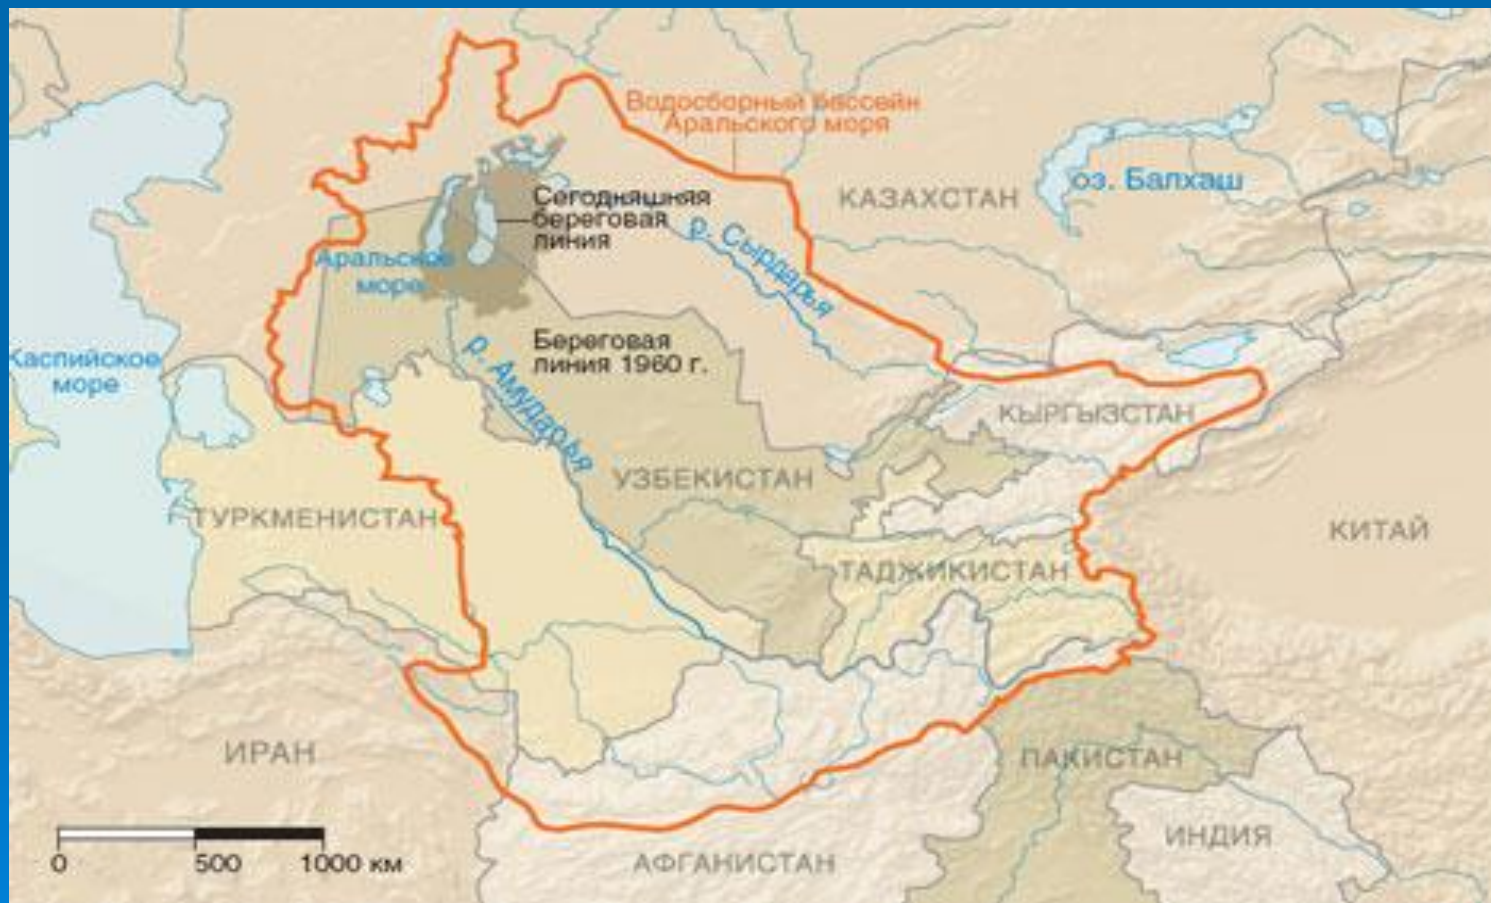 Водосборный бассейн
Аральского моря
КАЗАХСТАН
оз. Балхаш
Сегодняшняя
береговая
линия
р. Сырдарья
Аральское
море
Береговая
линия 1960 г.
р. Амударья
Каспийское
море
КЫРГЫЗСТАН
УЗБЕКИСТАН
ТУРКМЕНИСТАН
КИТАЙ
ТАДЖИКИСТАН
ИРАН
ПАКИСТАН
ИНДИЯ
АФГАНИСТАН
0 500 1000 км